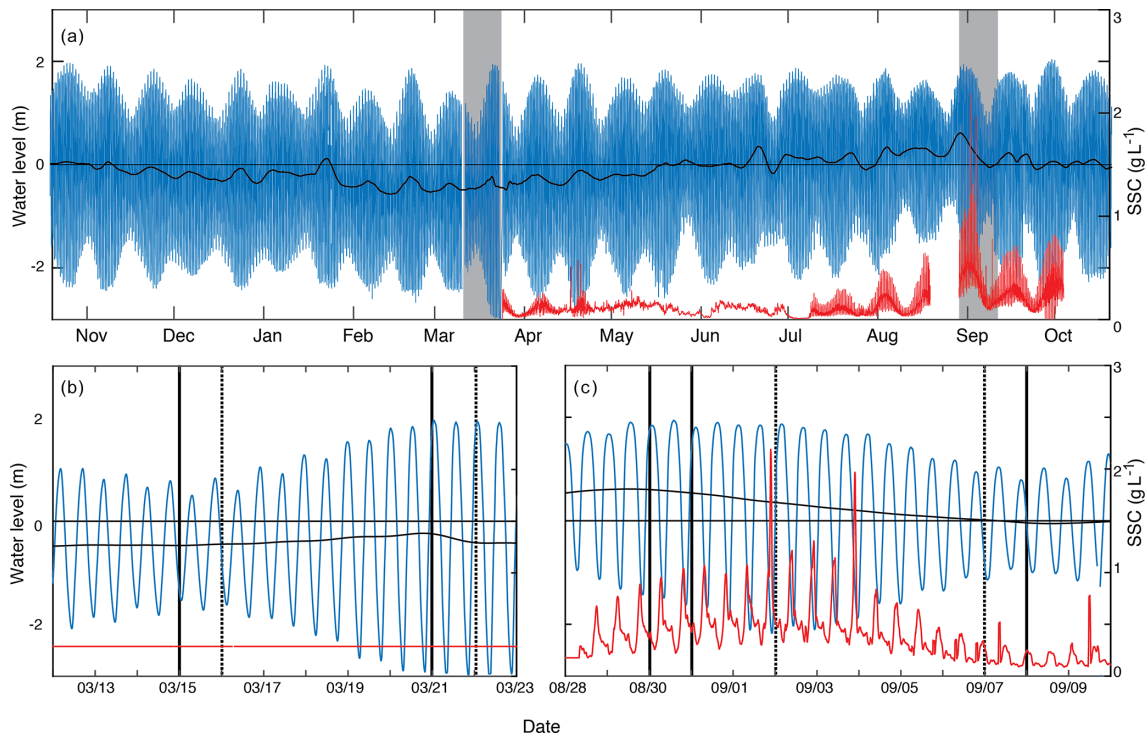 (a)
Water level (m)
2
0
-2
3
2
1
0
SSC (g L-1)
Nov Dec Jan Feb Mar Apr May Jun Jul Aug Sep Oct
(b)
Water level (m)
2
0
-2
03/13 03/15 03/17 03/19 03/21 03/23
(c)
3
2
1
0
SSC (gL-1)
08/28 08/30 09/01 09/03 09/05 09/07 09/09
Date